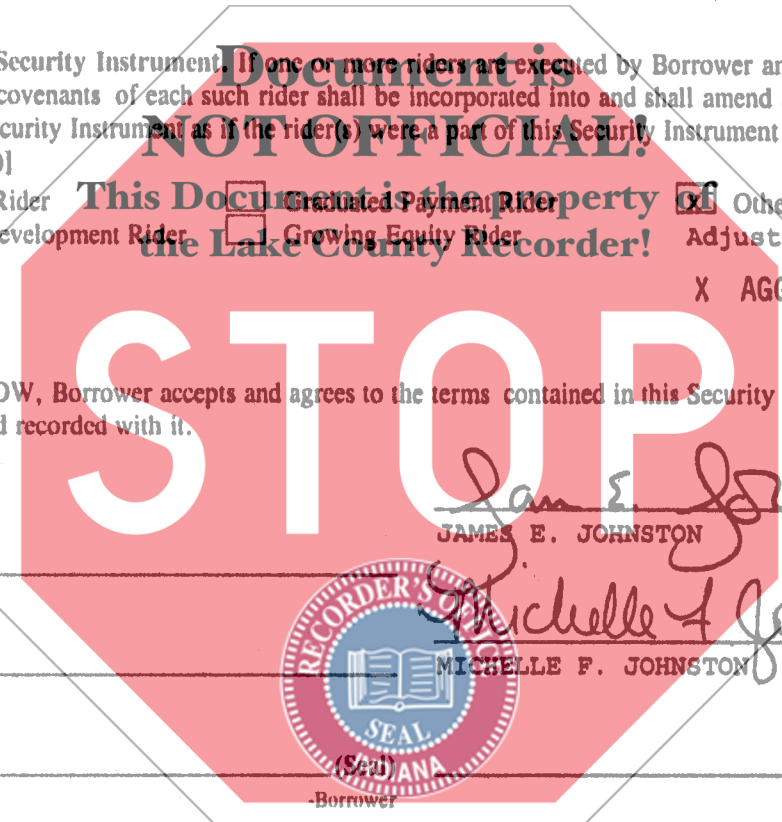 Security Instrument. If one or more riders are executed by Borrower an
covenants of each such rider shall be incorporated into and shall amend
curity Instrument as if the rider(s) were a part of this Security Instrument
)]
Rider Graduated Payment Rider X Othe
evelopment Rider Growing Equity Rider Adjust
X AGG
Document is
NOT OFFICIAL!
This Document is the property of
the Lake County Recorder!
STOP
OW, Borrower accepts and agrees to the terms contained in this Security
d recorded with it.
JAMES E. JOHNSTON
Michelle F
MICHELLE F. JOHNSTON
RECORDER'S OFFICE
SEAL
INDIANA
(Seal)
-Borrower